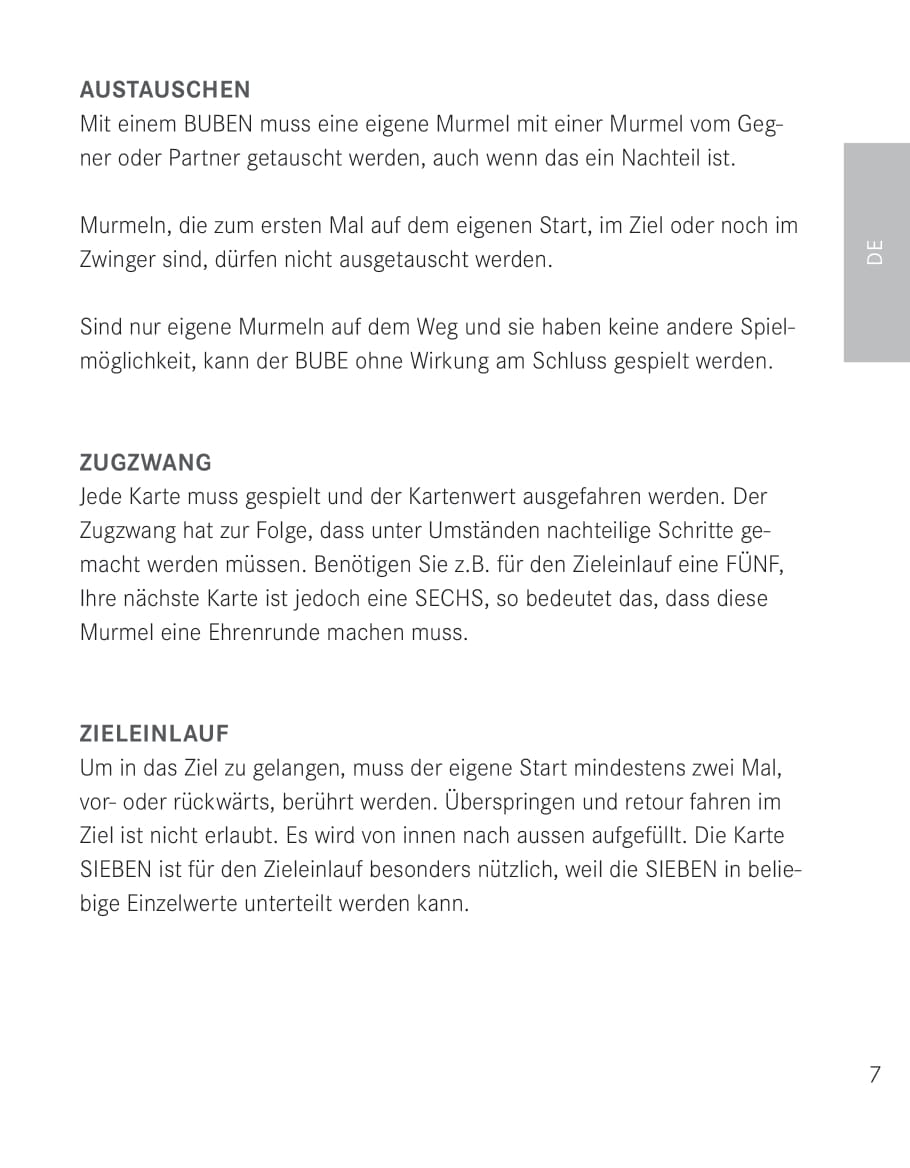 AUSTAUSCHEN
Mit einem BUBEN muss eine eigene Murmel mit einer Murmel vom Geg-
ner oder Partner getauscht werden, auch wenn das ein Nachteil ist.
Murmeln, die zum ersten Mal auf dem eigenen Start, im Ziel oder noch im
Zwinger sind, dürfen nicht ausgetauscht werden.
Sind nur eigene Murmeln auf dem Weg und sie haben keine andere Spiel-
möglichkeit, kann der BUBE ohne Wirkung am Schluss gespielt werden.
DE
ZUGZWANG
Jede Karte muss gespielt und der Kartenwert ausgefahren werden. Der
Zugzwang hat zur Folge, dass unter Umständen nachteilige Schritte ge-
macht werden müssen. Benötigen Sie z.B. für den Zieleinlauf eine FÜNF,
Ihre nächste Karte ist jedoch eine SECHS, so bedeutet das, dass diese
Murmel eine Ehrenrunde machen muss.
ZIELEINLAUF
Um in das Ziel zu gelangen, muss der eigene Start mindestens zwei Mal,
vor- oder rückwärts, berührt werden. Überspringen und retour fahren im
Ziel ist nicht erlaubt. Es wird von innen nach aussen aufgefüllt. Die Karte
SIEBEN ist für den Zieleinlauf besonders nützlich, weil die SIEBEN in belie-
bige Einzelwerte unterteilt werden kann.
7